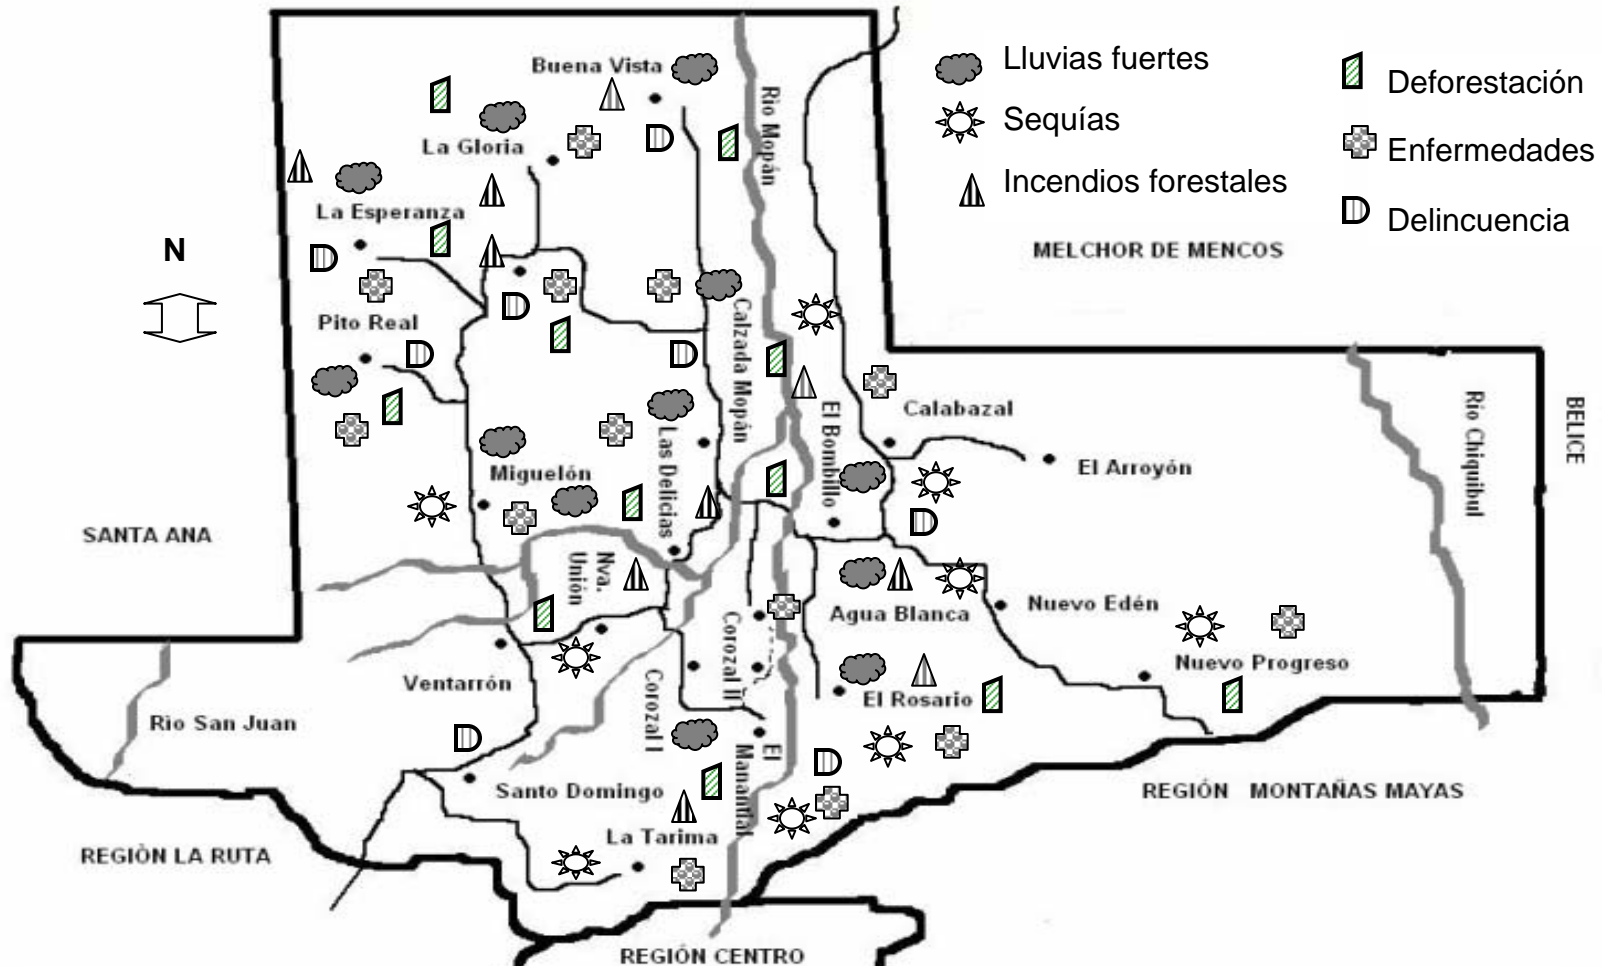 Lluvias fuertes
Sequías
Incendios forestales
Deforestación
Enfermedades
Delincuencia
N
Buena Vista
La Gloria
La Esperanza
Pito Real
Rio Mopán
MELCHOR DE MENCOS
Calzada Mopán
Las Delicias
Miguelón
El Bombillo
Calabazal
El Arroyón
Rio Chiquibul
BELICE
SANTA ANA
Nva.
Unión
Agua Blanca
Nuevo Edén
Nuevo Progreso
Corozal II
Corozal I
El Rosario
Ventarrón
Rio San Juan
El
Manantial
Santo Domingo
La Tarima
REGIÓN MONTAÑAS MAYAS
REGIÒN LA RUTA
REGIÓN CENTRO